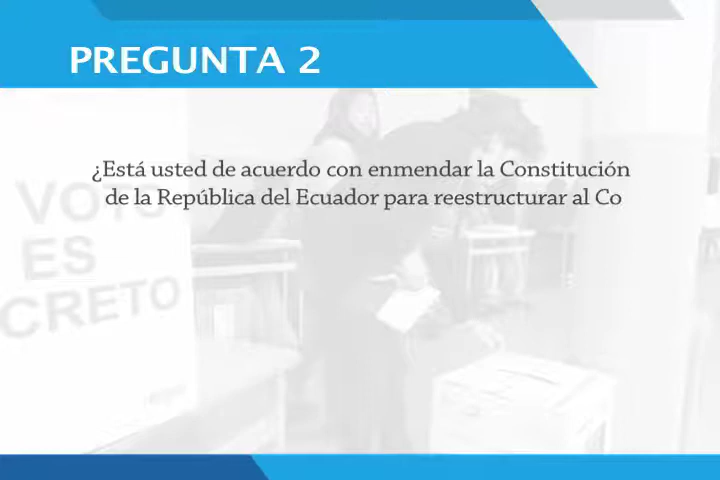 PREGUNTA 2
¿Está usted de acuerdo con enmendar la Constitución
de la República del Ecuador para reestructurar al Co
VOTO
ES
CRETO